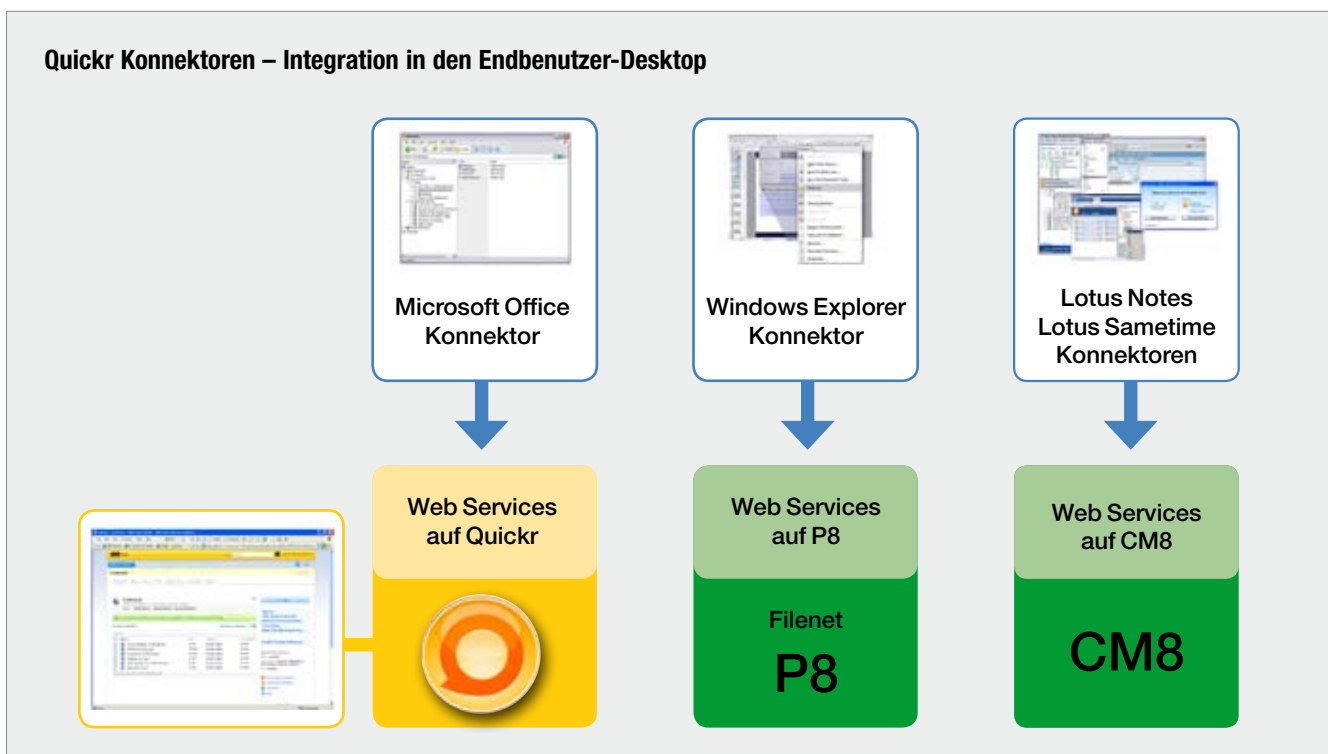 Quickr Konnektoren – Integration in den Endbenutzer-Desktop
Microsoft Office
Konnektor
Windows Explorer
Konnektor
Lotus Notes
Lotus Sametime
Konnektoren
Web Services
auf Quickr
Web Services
auf P8
Filenet
P8
Web Services
auf CM8
CM8